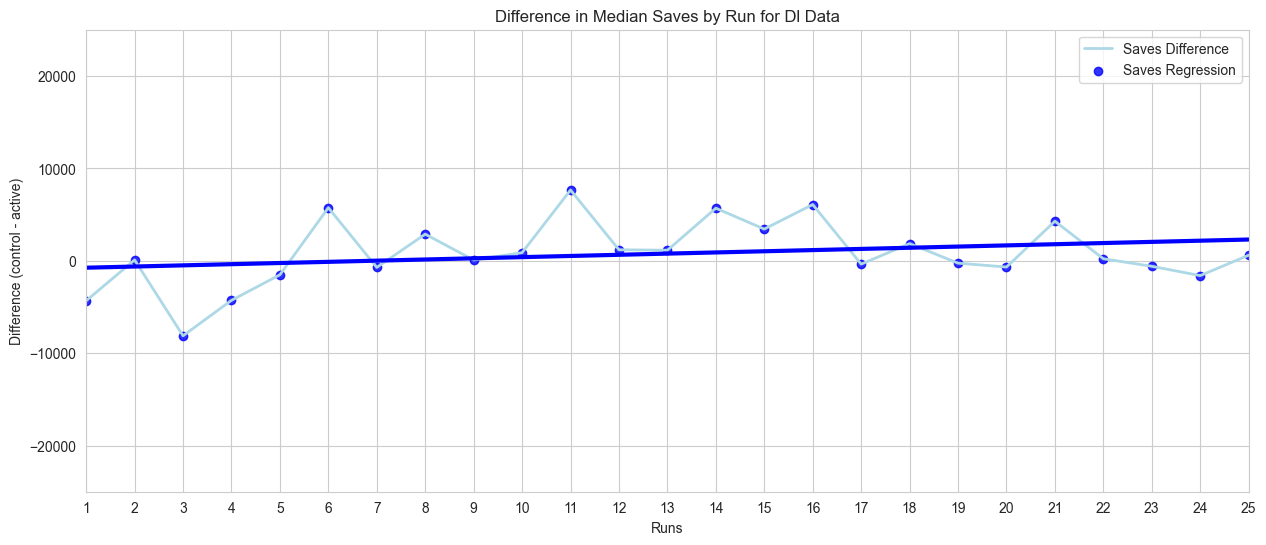 Difference in Median Saves by Run for DI Data
Saves Difference
Saves Regression
Difference (control - active)
20000
10000
0
−10000
−20000
1 2 3 4 5 6 7 8 9 10 11 12 13 14 15 16 17 18 19 20 21 22 23 24 25
Runs